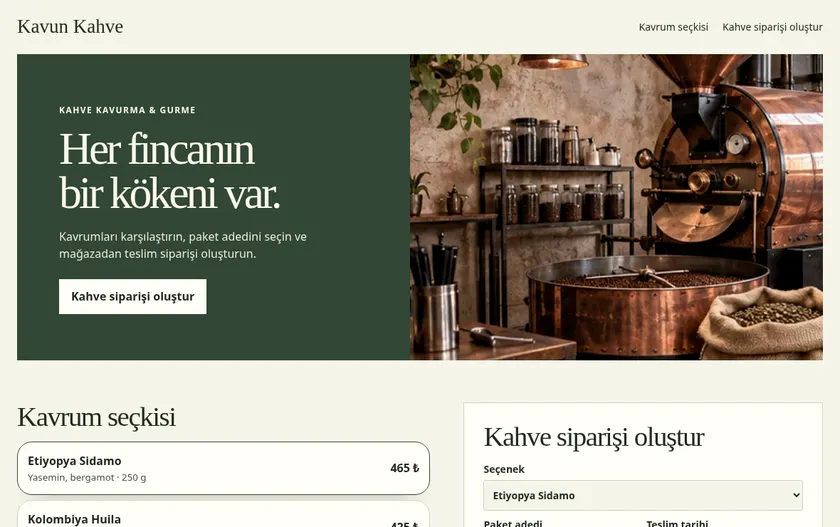 Kavun Kahve
Kavrum seçkisi
Kahve siparişi oluştur
KAHVE KAVURMA & GURME
Her fincanın
bir kökeni var.
Kavrumları karşılaştırın, paket adedini seçin ve
mağazadan teslim siparişi oluşturun.
Kahve siparişi oluştur
Kavrum seçkisi
Etiyopya Sidamo
Yasemin, bergamot · 250 g
465 ₺
Kolombiya Huila
425 ₺
Kahve siparişi oluştur
Seçenek
Etiyopya Sidamo
Paket adedi
Teslim tarihi